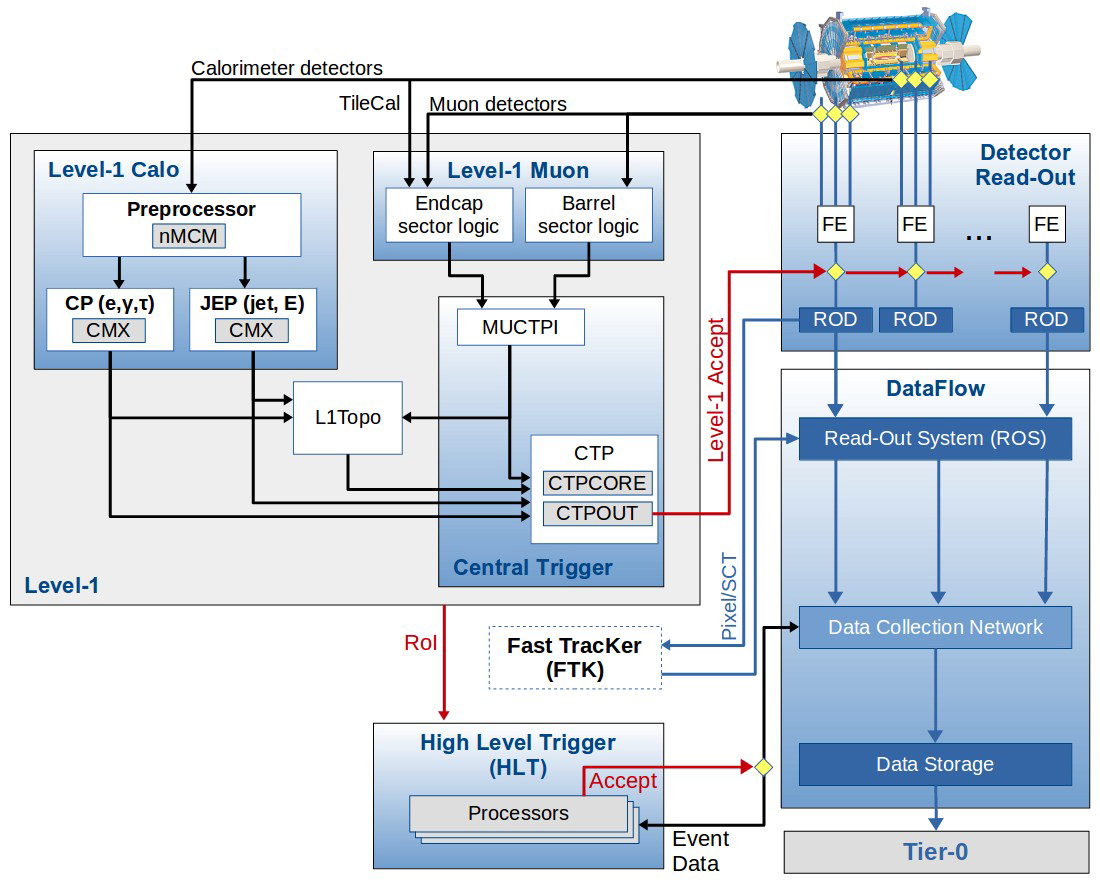 Calorimeter detectors
TileCal
Muon detectors
Level-1 Calo
Preprocessor
nMCM
CP (e,γ,τ)
CMX
JEP (jet, E)
CMX
Level-1 Muon
Endcap
sector logic
Barrel
sector logic
MUCTPI
L1Topo
CTP
CTPCORE
CTPOUT
Central Trigger
Level-1
Level-1 Accept
Detector
Read-Out
FE
FE
...
FE
ROD
ROD
ROD
DataFlow
Read-Out System (ROS)
Data Collection Network
Data Storage
Tier-0
Pixel/SCT
Fast TracKer
(FTK)
RoI
High Level Trigger
(HLT)
Accept
Processors
Event
Data